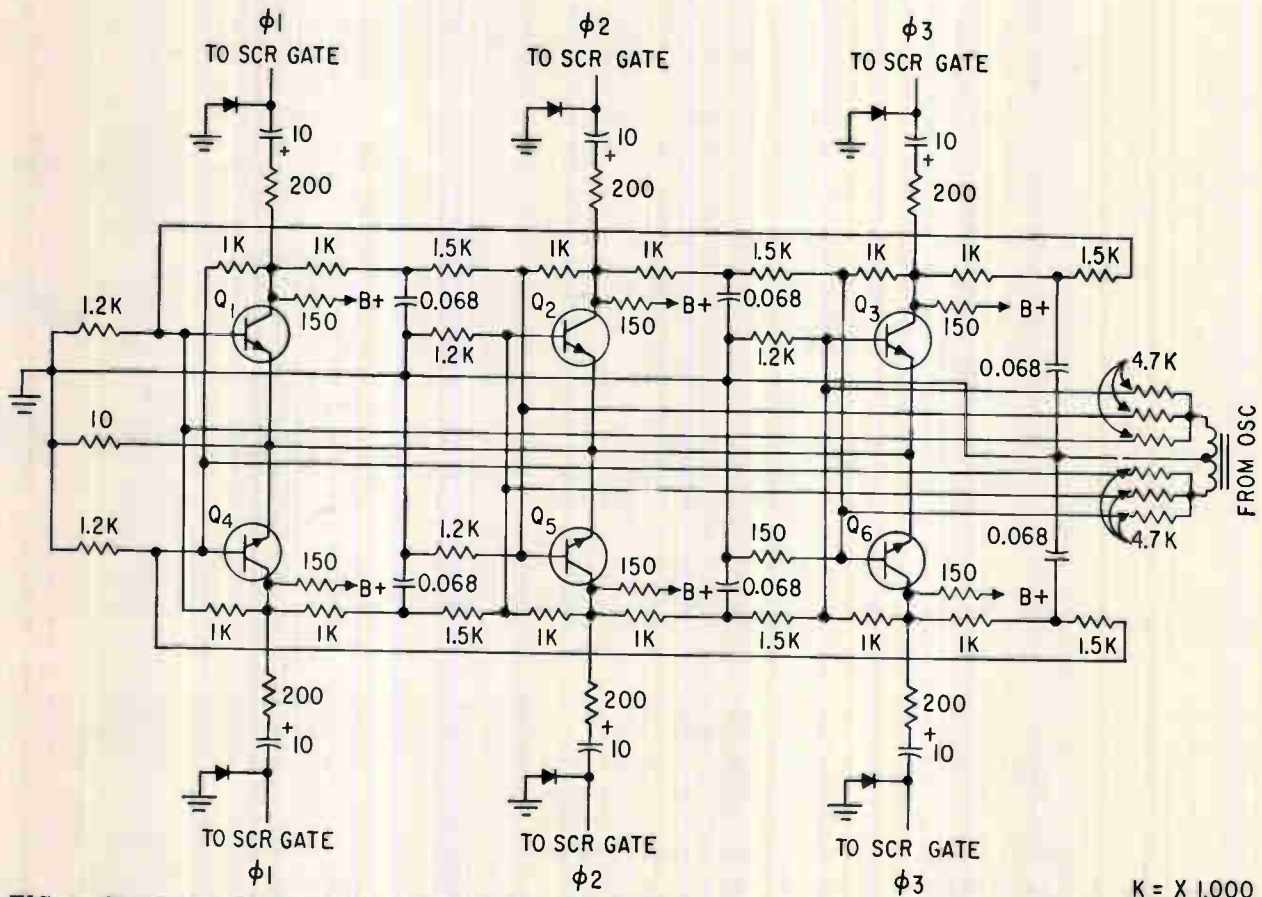 ϕ1
TO SCR GATE
ϕ2
TO SCR GATE
ϕ3
TO SCR GATE
10
+
200
10
+
200
10
+
200
1K
1K
1.5K
1K
1K
1.5K
1K
1K
1.5K
1.2K
Q1
150
B+
0.068
1.2K
Q2
150
B+
0.068
1.2K
Q3
150
B+
0.068
4.7K
10
FROM OSC
1.2K
Q4
150
B+
1.2K
0.068
Q5
150
B+
150
0.068
Q6
150
B+
0.068
4.7K
1K
1K
1.5K
1K
1K
1.5K
1K
1K
1.5K
200
+
10
200
+
10
200
+
10
TO SCR GATE
ϕ1
TO SCR GATE
ϕ2
TO SCR GATE
ϕ3
K = X 1,000